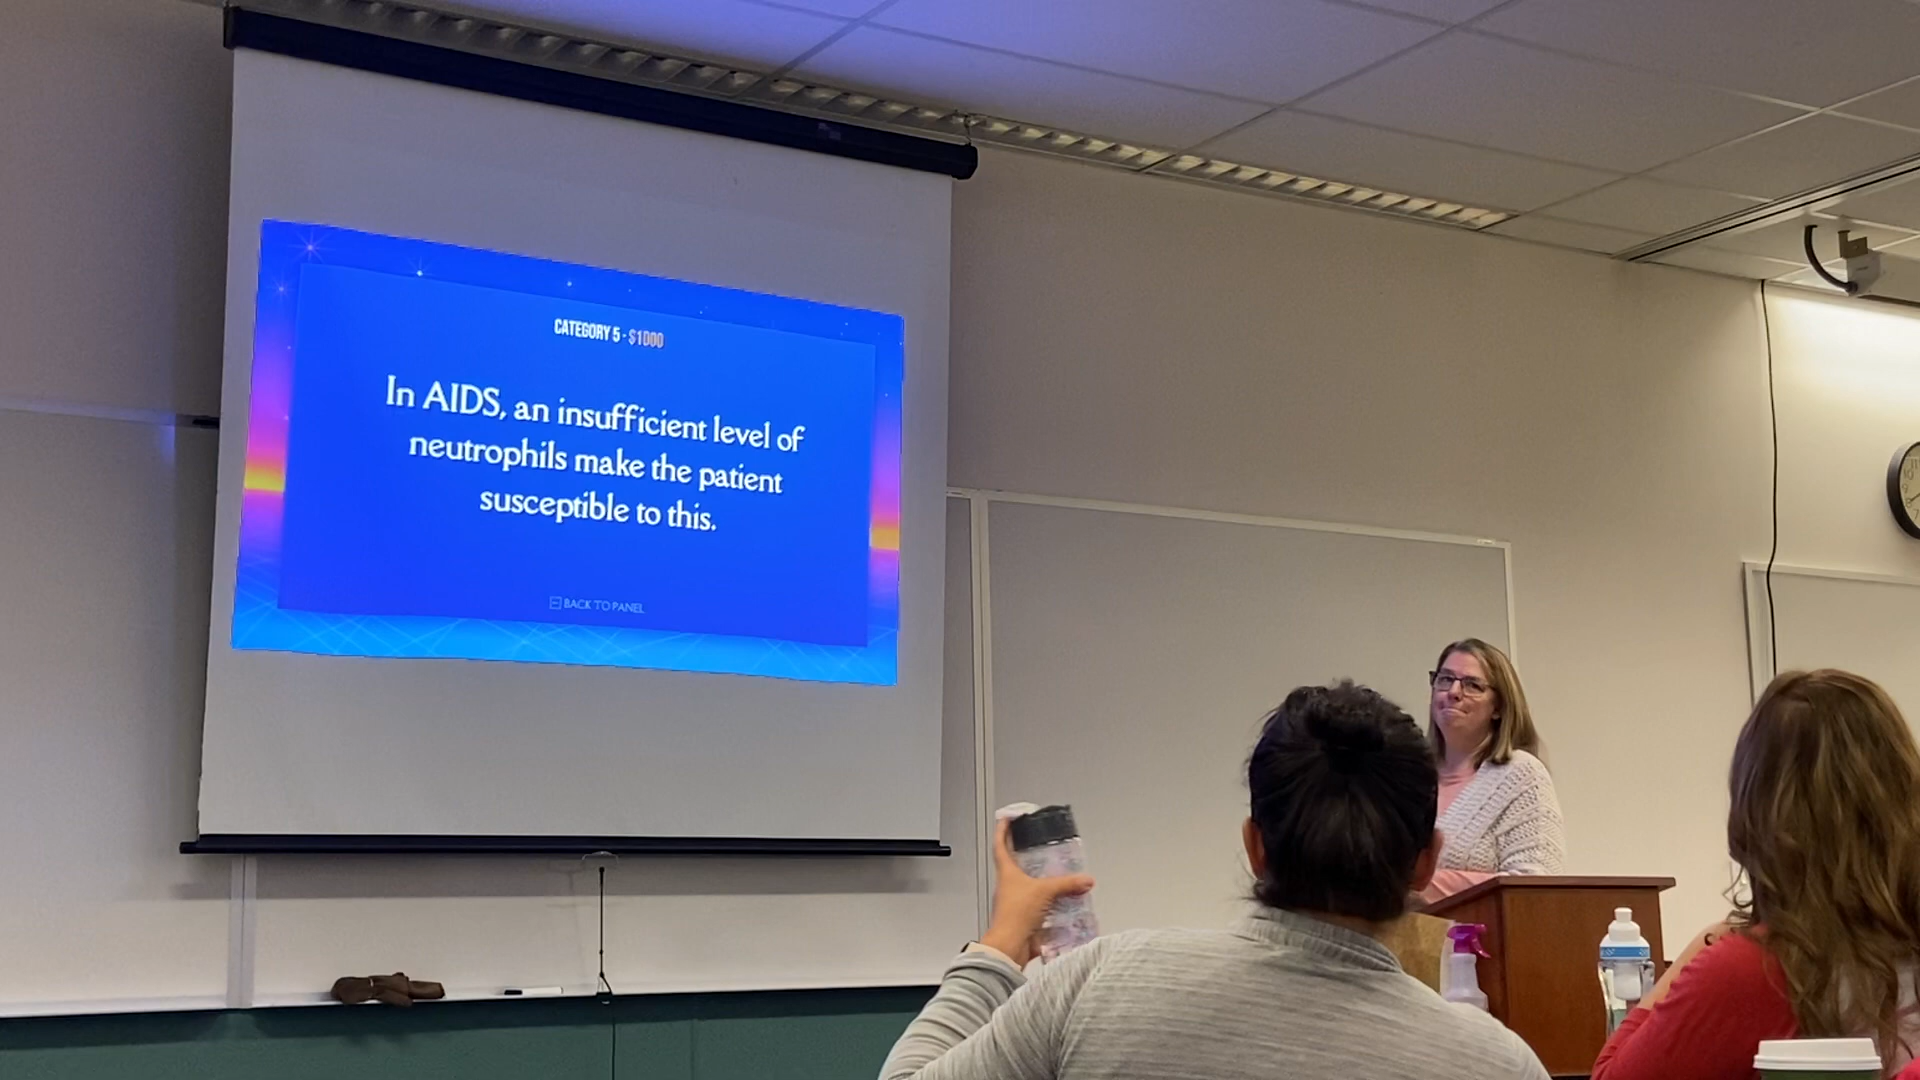 CATEGORY 5 - $1000
In AIDS, an insufficient level of
neutrophils make the patient
susceptible to this.
BACK TO PANEL